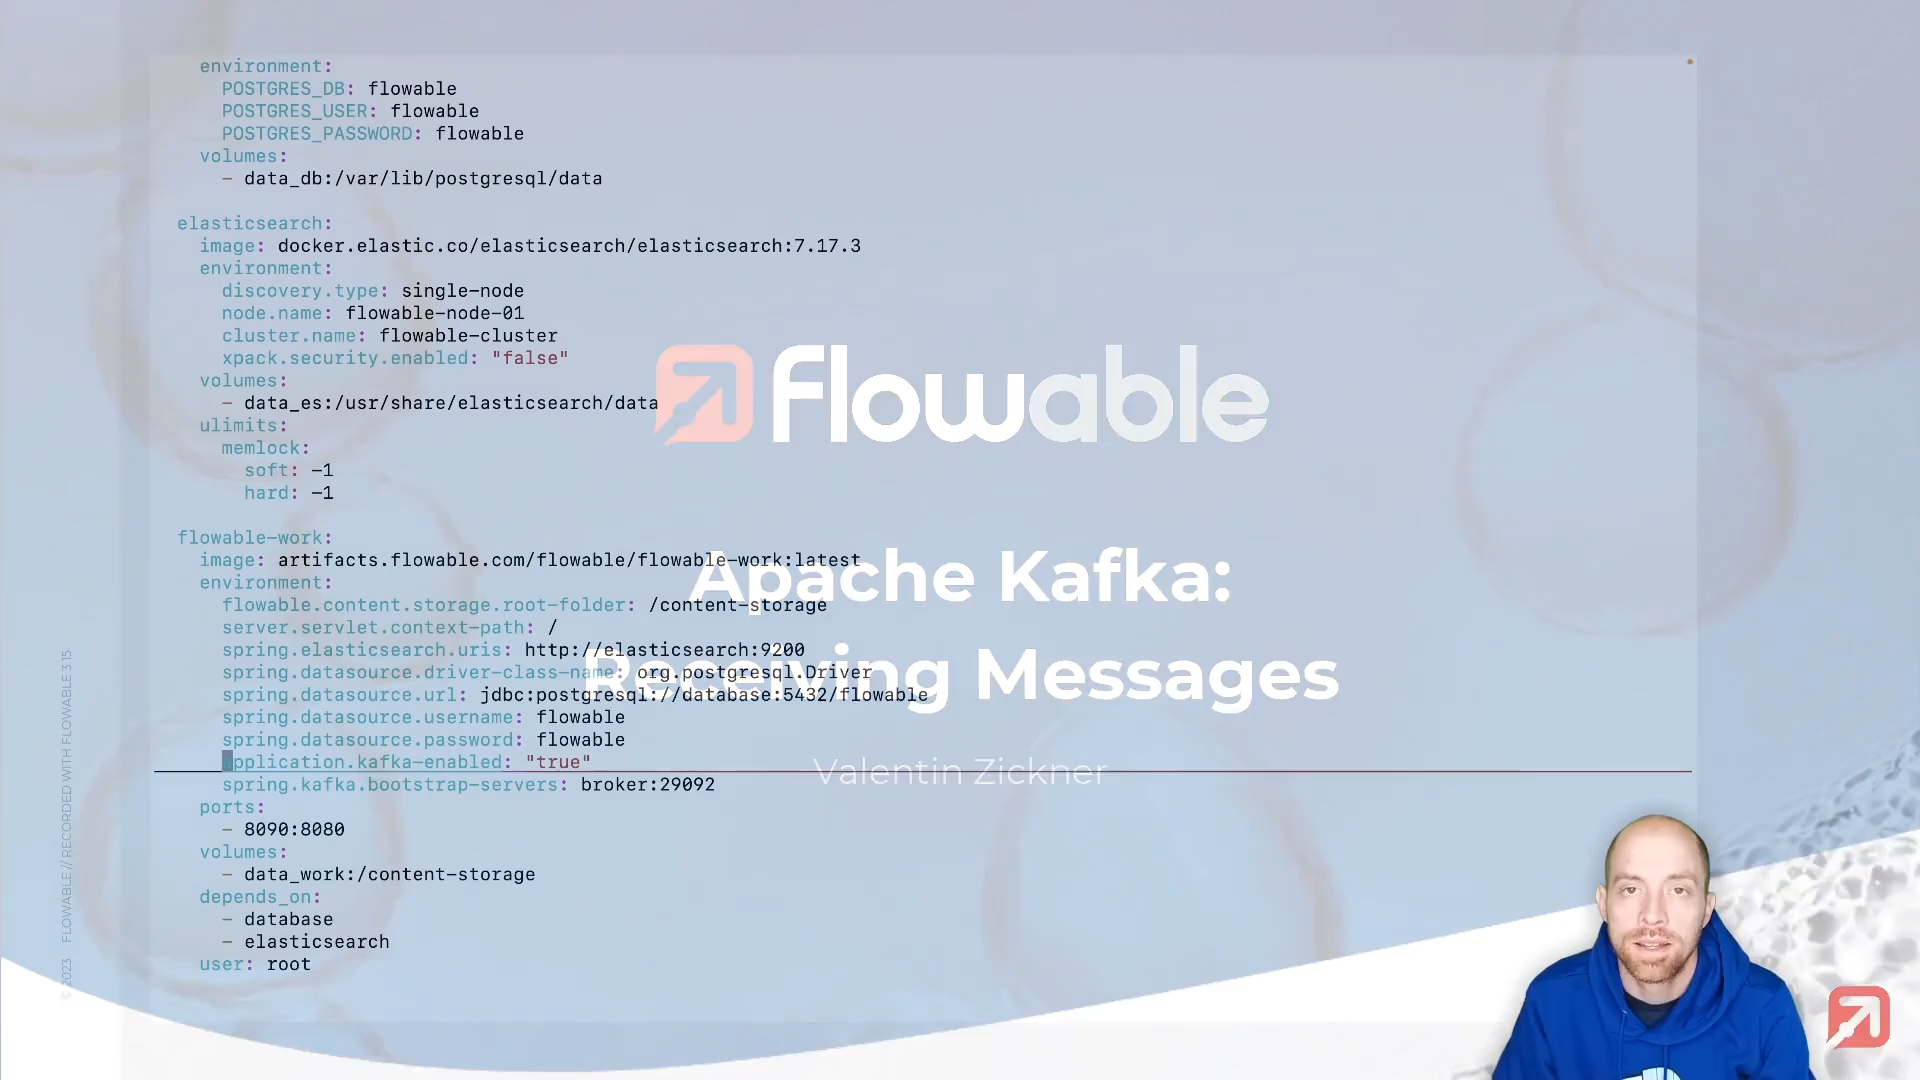 environment:
POSTGRES_DB: flowable
POSTGRES_USER: flowable
POSTGRES_PASSWORD: flowable
volumes:
- data_db:/var/lib/postgresql/data
elasticsearch:
image: docker.elastic.co/elasticsearch/elasticsearch:7.17.3
environment:
discovery.type: single-node
node.name: flowable-node-01
cluster.name: flowable-cluster
xpack.security.enabled: "false"
volumes:
- data_es:/usr/share/elasticsearch/data
ulimits:
memlock:
soft: -1
hard: -1
flowable-work:
image: artifacts.flowable.com/flowable/flowable-work:latest
environment:
flowable.content.storage.root-folder: /content-storage
server.servlet.context-path: /
spring.elasticsearch.uris: http://elasticsearch:9200
spring.datasource.driver-class-name: org.postgresql.Driver
spring.datasource.url: jdbc:postgresql://database:5432/flowable
spring.datasource.username: flowable
spring.datasource.password: flowable
application.kafka-enabled: "true"
spring.kafka.bootstrap-servers: broker:29092
ports:
- 8090:8080
volumes:
- data_work:/content-storage
depends_on:
- database
- elasticsearch
user: root
flowable
Apache Kafka:
Receiving Messages
Valentin Zickner
© 2023 FLOWABLE // RECORDED WITH FLOWABLE 3.15